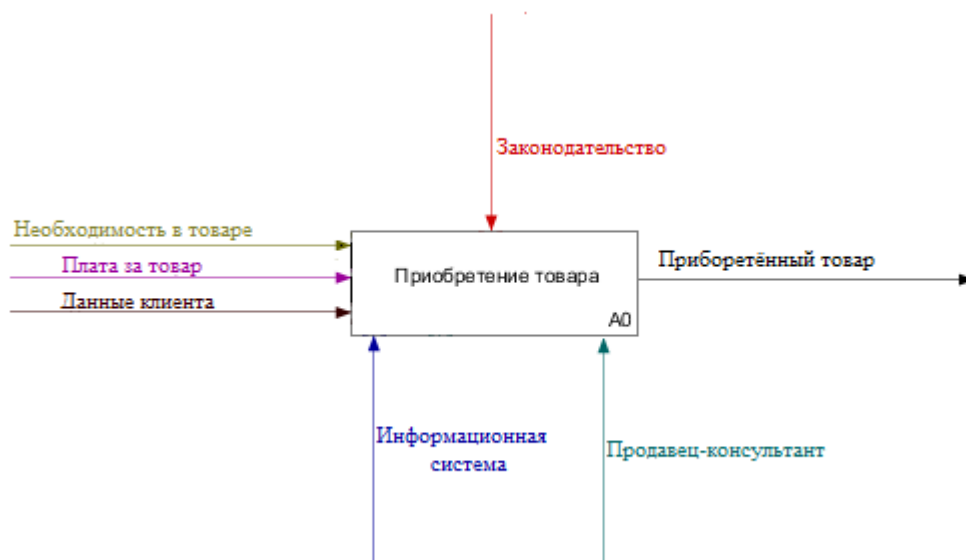 Законодательство
Необходимость в товаре
Плата за товар
Данные клиента
Приобретение товара
A0
Приборетённый товар
Информационная
система
Продавец-консультант